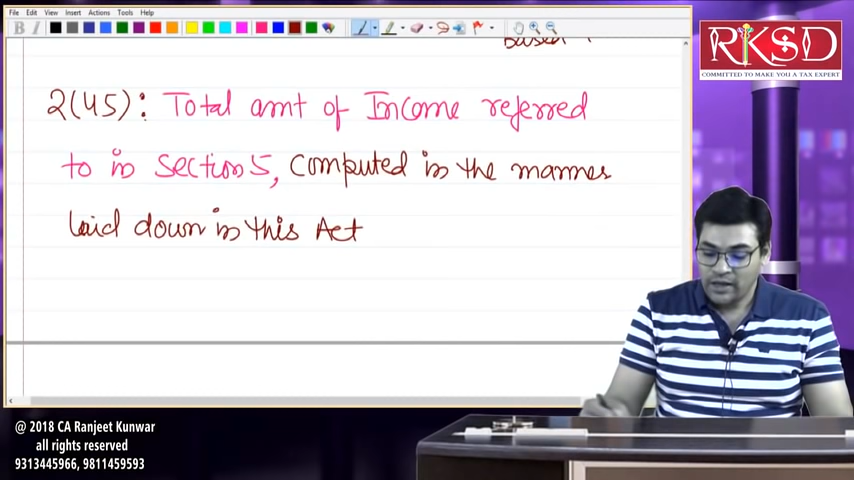 File Edit View Insert Actions Tools Help
B I
Based
2(45): Total amt of Income referred
to in Section 5, computed in the manner
laid down in this Act
RKSD
COMMITTED TO MAKE YOU A TAX EXPERT
@ 2018 CA Ranjeet Kunwar
all rights reserved
9313445966, 9811459593